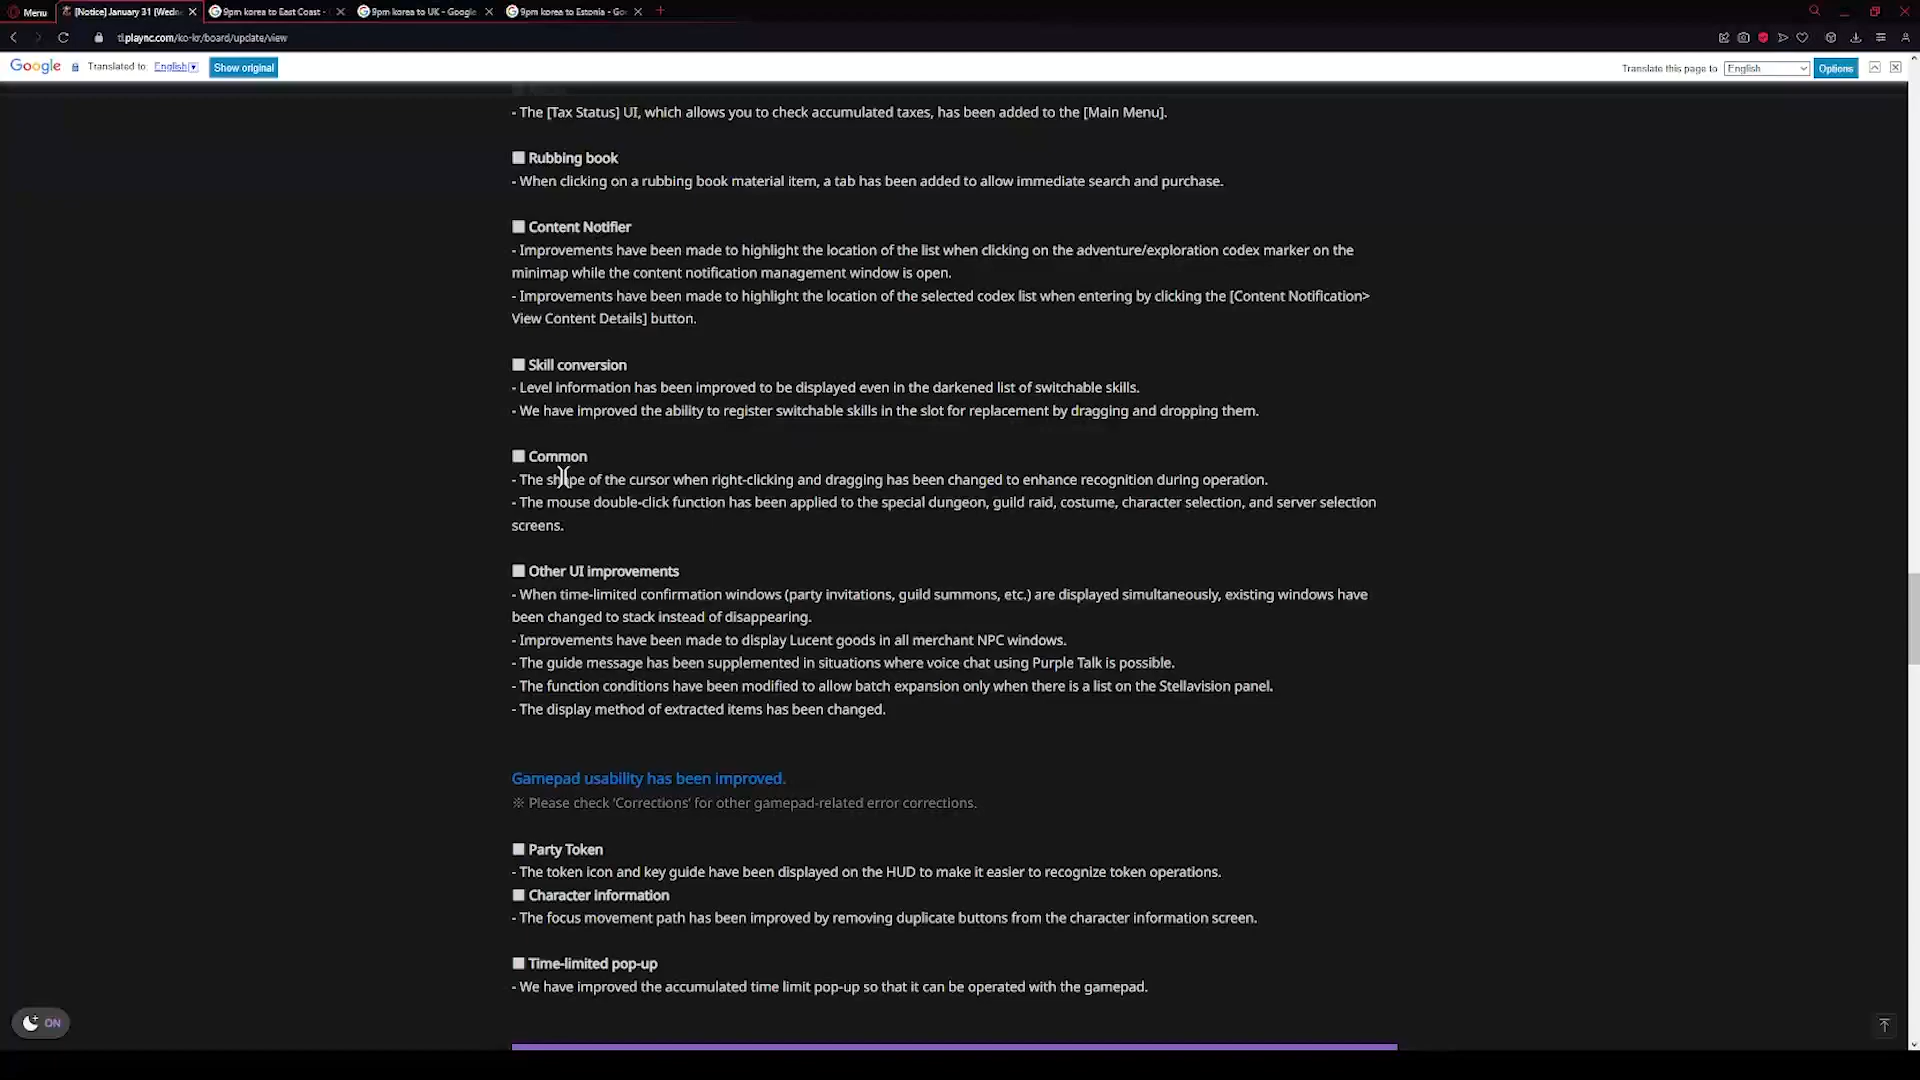 Menu
[Notice] January 31 (Wedn
9pm korea to East Coast -
9pm korea to UK - Google
9pm korea to Estonia - Go
tl.plaync.com/ko-kr/board/update/view
Google
Translated to:
English
Show original
Translate this page to
English
Options
- The [Tax Status] UI, which allows you to check accumulated taxes, has been added to the [Main Menu].
Rubbing book
- When clicking on a rubbing book material item, a tab has been added to allow immediate search and purchase.
Content Notifier
- Improvements have been made to highlight the location of the list when clicking on the adventure/exploration codex marker on the
minimap while the content notification management window is open.
- Improvements have been made to highlight the location of the selected codex list when entering by clicking the [Content Notification>
View Content Details] button.
Skill conversion
- Level information has been improved to be displayed even in the darkened list of switchable skills.
- We have improved the ability to register switchable skills in the slot for replacement by dragging and dropping them.
Common
- The shape of the cursor when right-clicking and dragging has been changed to enhance recognition during operation.
- The mouse double-click function has been applied to the special dungeon, guild raid, costume, character selection, and server selection
screens.
Other UI improvements
- When time-limited confirmation windows (party invitations, guild summons, etc.) are displayed simultaneously, existing windows have
been changed to stack instead of disappearing.
- Improvements have been made to display Lucent goods in all merchant NPC windows.
- The guide message has been supplemented in situations where voice chat using Purple Talk is possible.
- The function conditions have been modified to allow batch expansion only when there is a list on the Stellavision panel.
- The display method of extracted items has been changed.
Gamepad usability has been improved.
※ Please check 'Corrections' for other gamepad-related error corrections.
Party Token
- The token icon and key guide have been displayed on the HUD to make it easier to recognize token operations.
Character information
- The focus movement path has been improved by removing duplicate buttons from the character information screen.
Time-limited pop-up
- We have improved the accumulated time limit pop-up so that it can be operated with the gamepad.
ON